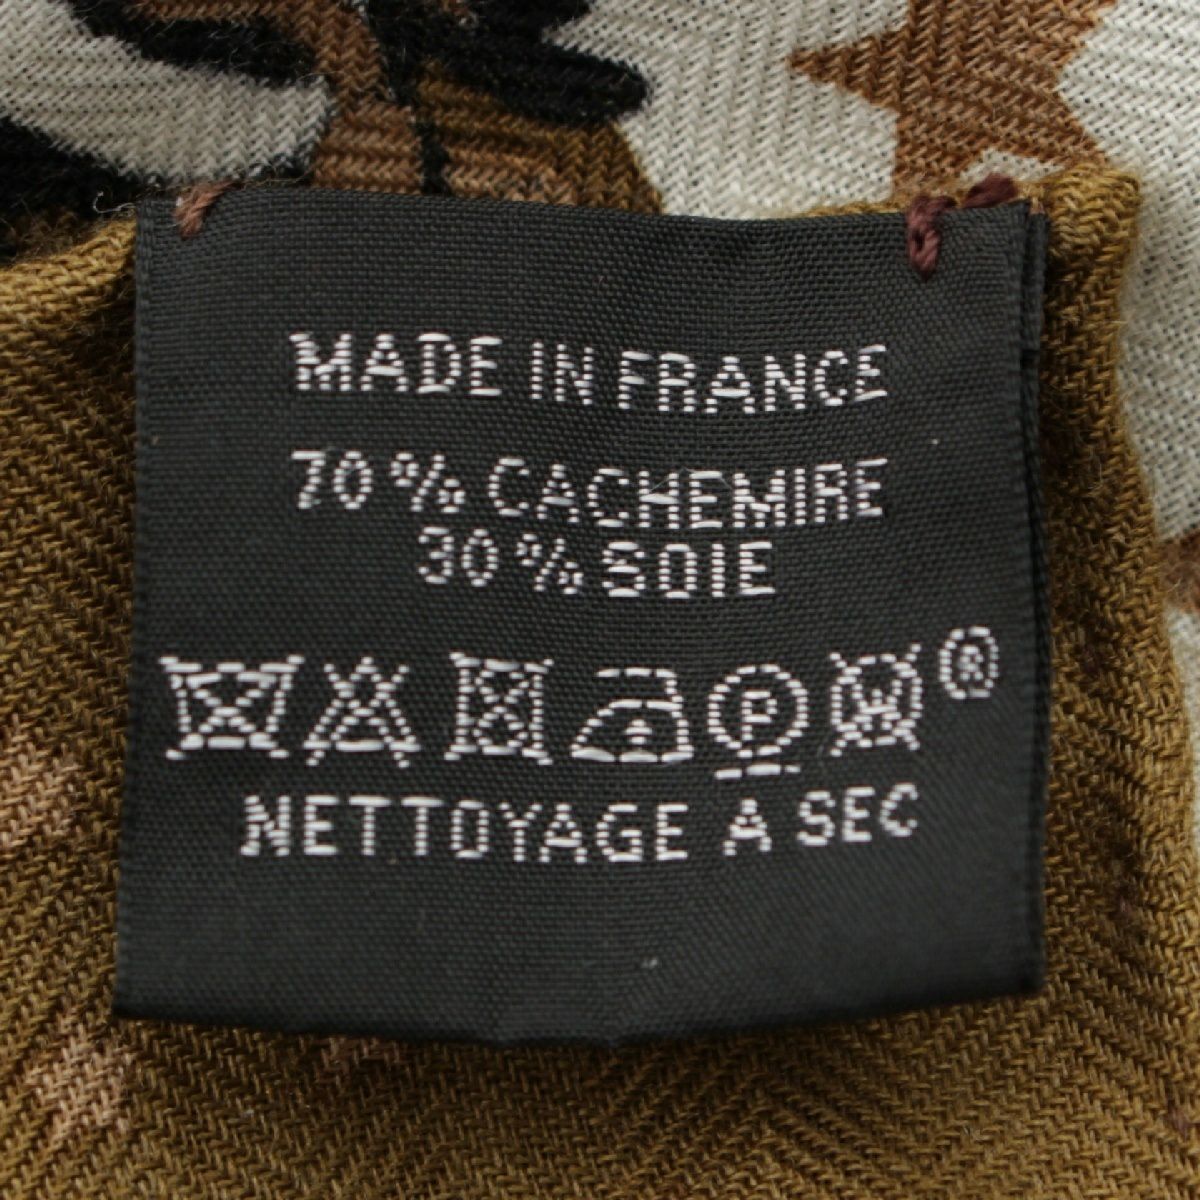 MADE IN FRANCE
70% CACHEMIRE
30% SOIE
P W ®
NETTOYAGE A SEC